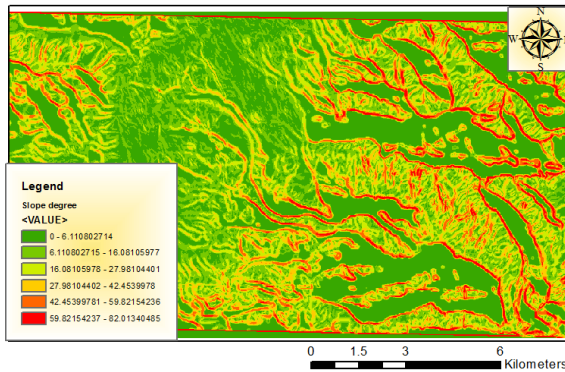 N
W
S
Legend
Slope degree
<VALUE>
0 - 6.110802714
6.110802715 - 16.08105977
16.08105978 - 27.98104401
27.98104402 - 42.4539978
42.45399781 - 59.82154236
59.82154237 - 82.01340485
0 1.5 3 6
Kilometers